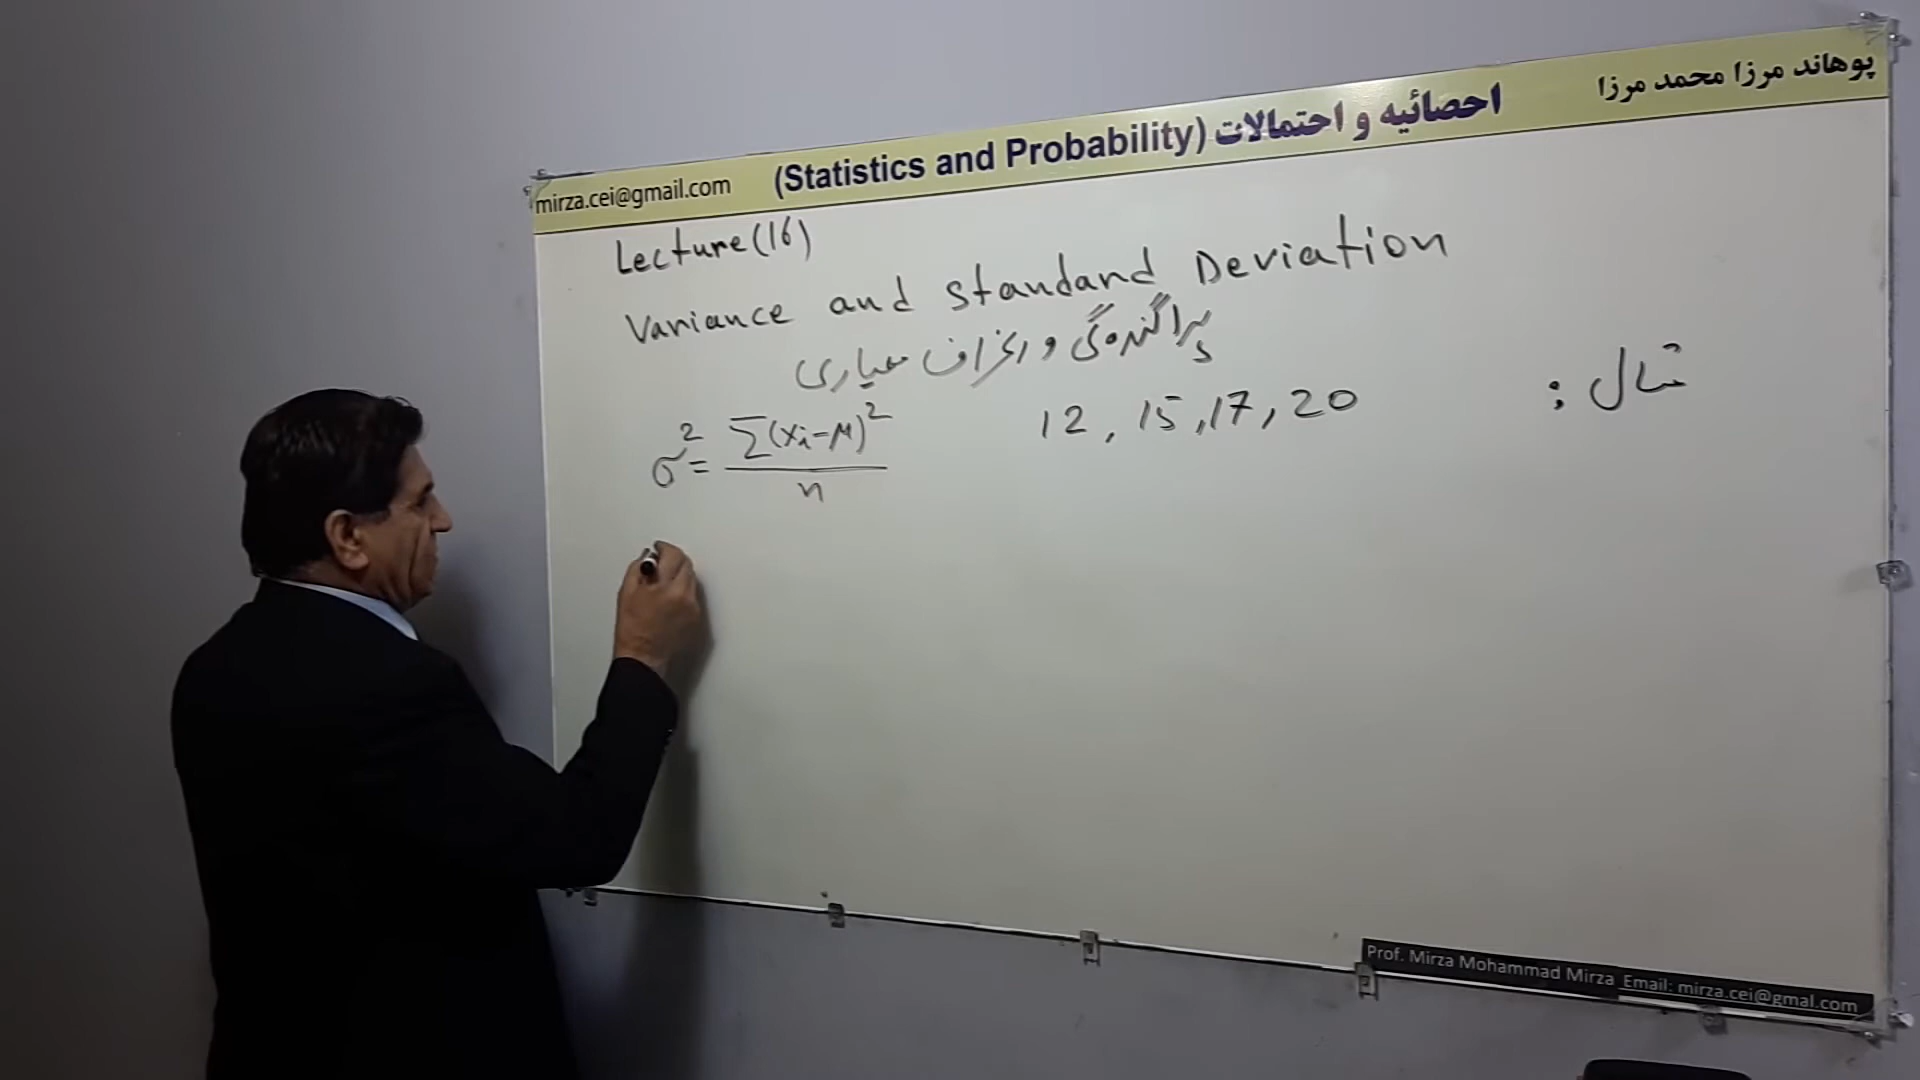 پوهاند مرزا محمد مرزا
احصائیه و احتمالات (Statistics and Probability)
mirza.cei@gmail.com
Lecture(16)
Variance and standard Deviation
پراگندگی و انحراف معیاری
مثال :
12, 15, 17, 20
σ² = Σ(xᵢ-μ)² / n
Prof. Mirza Mohammad Mirza Email: mirza.cei@gmal.com